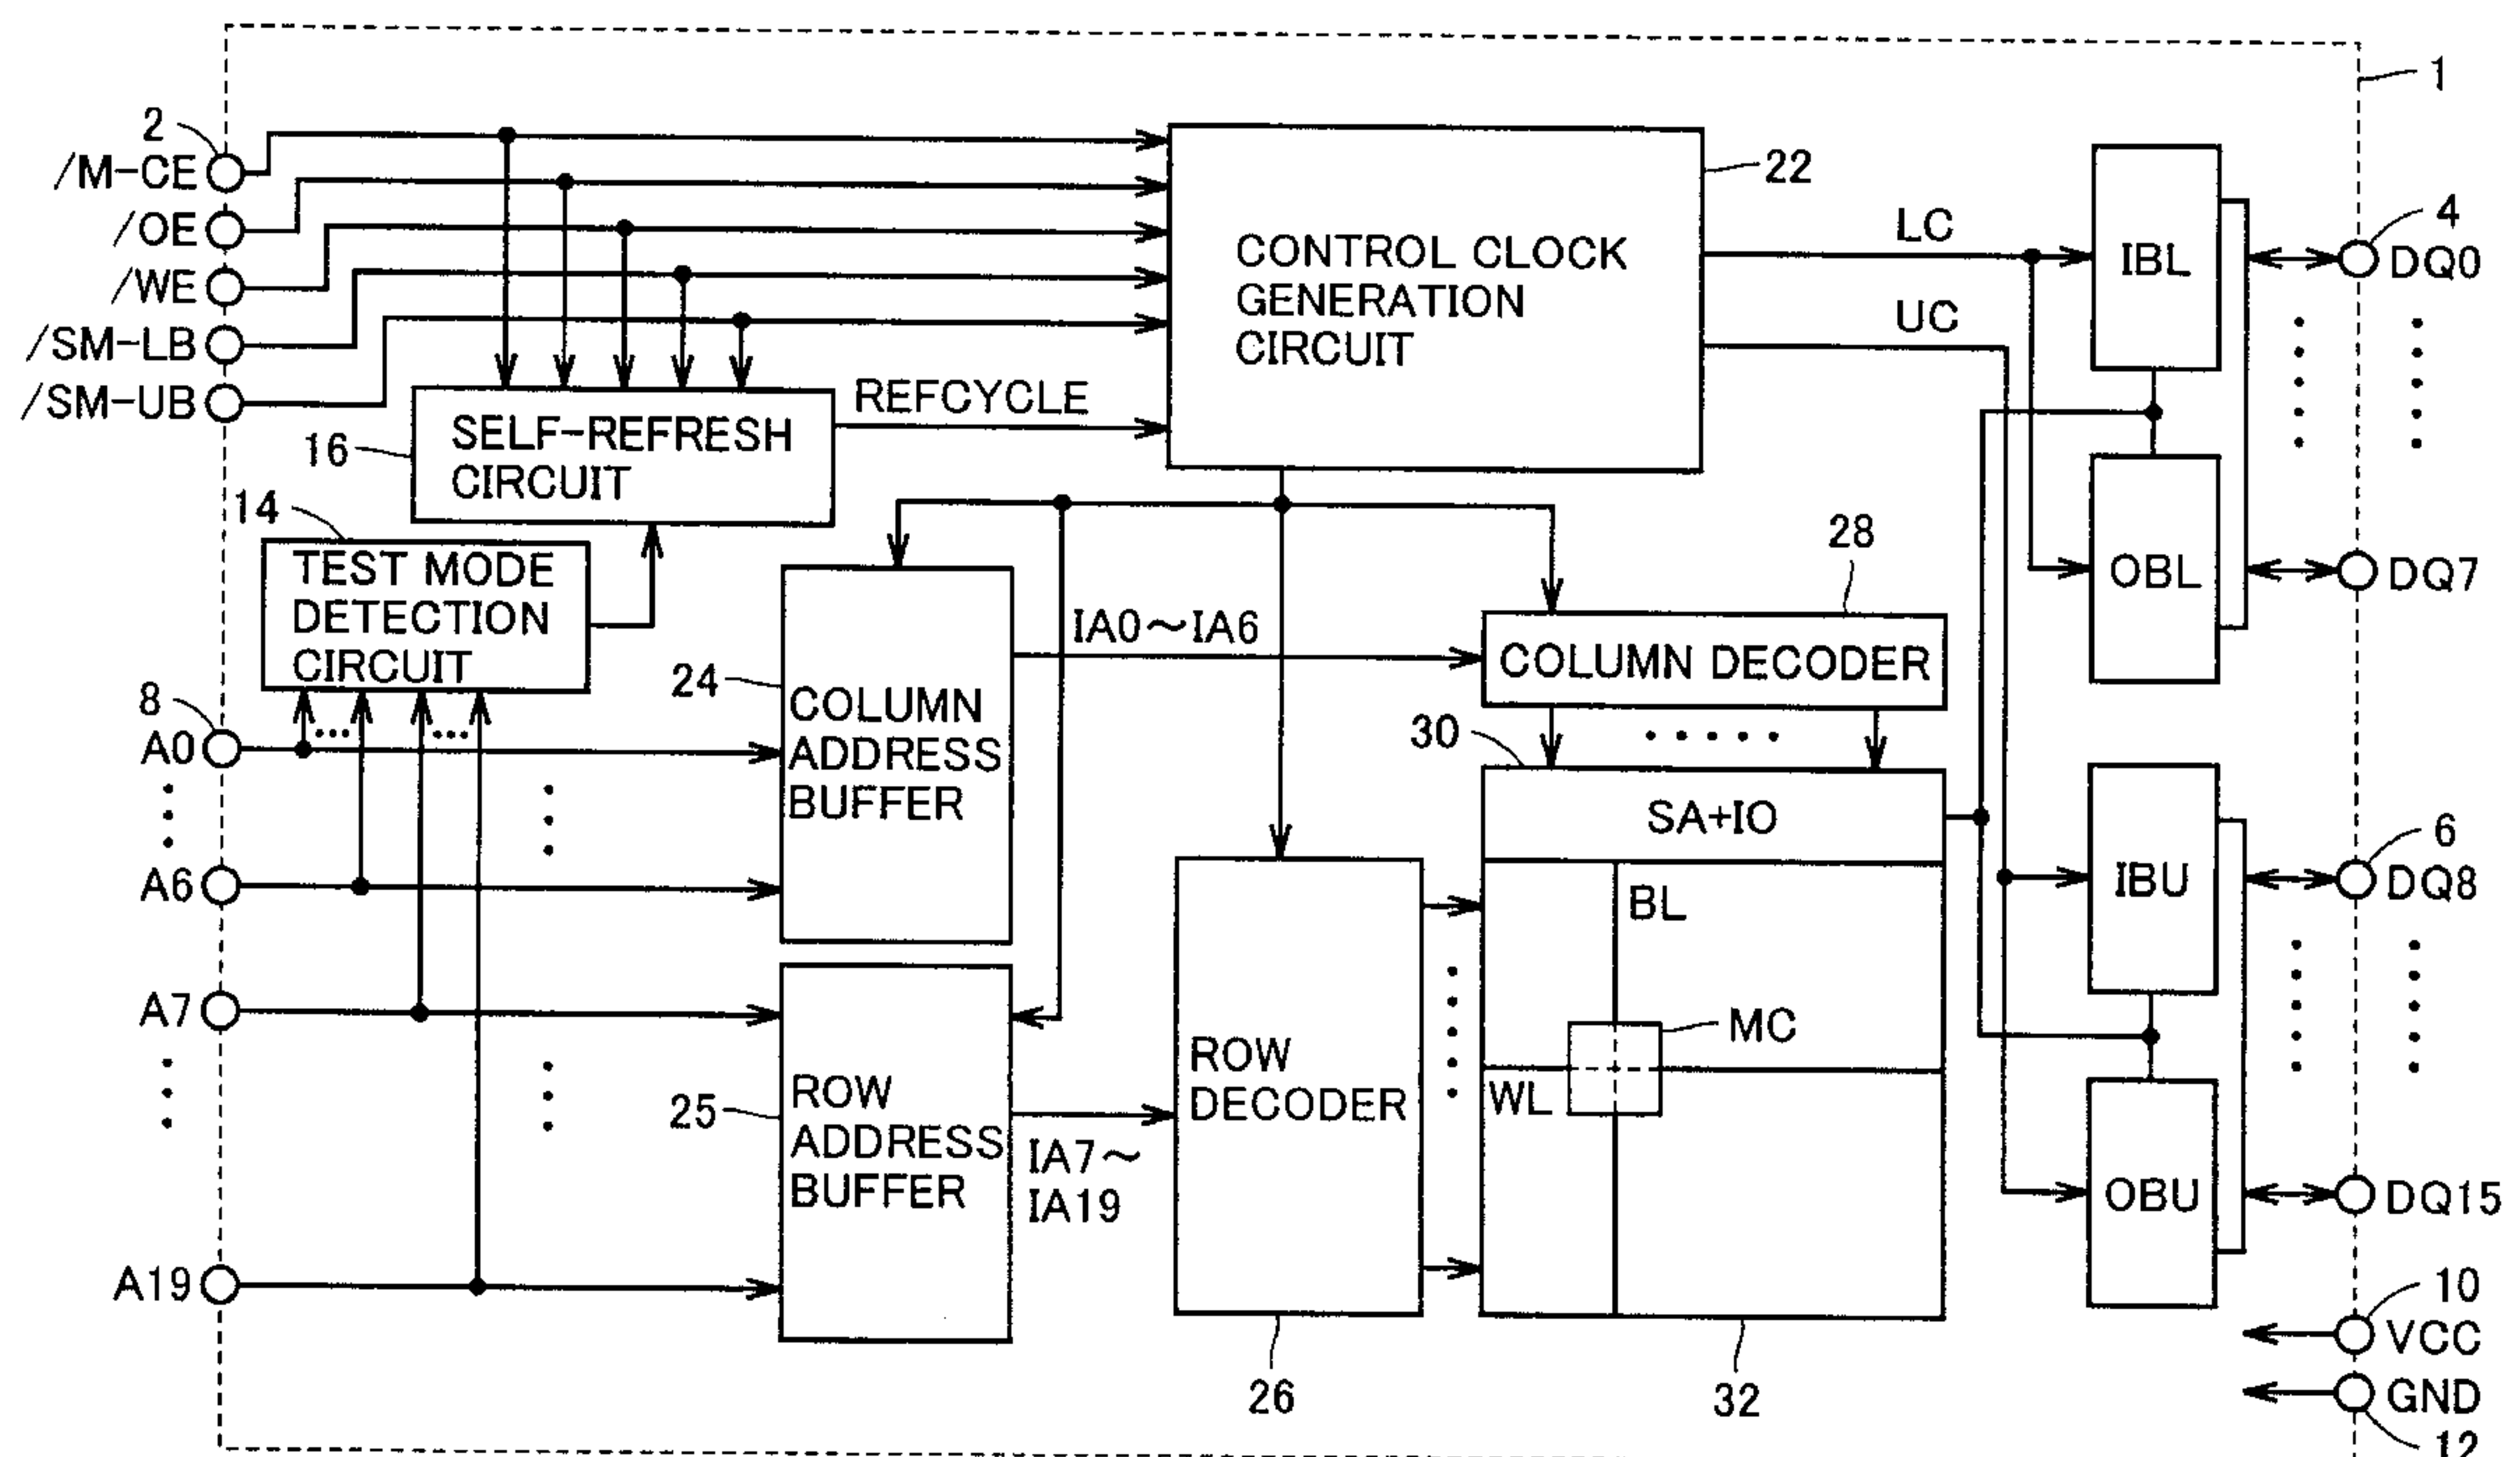 1
2
/M-CE
/OE
/WE
/SM-LB
/SM-UB
22
CONTROL CLOCK
GENERATION
CIRCUIT
LC
UC
IBL
4
DQ0
REFCYCLE
16
SELF-REFRESH
CIRCUIT
OBL
DQ7
14
TEST MODE
DETECTION
CIRCUIT
28
IA0~IA6
COLUMN DECODER
8
A0
A6
24
COLUMN
ADDRESS
BUFFER
30
SA+IO
BL
MC
WL
IBU
6
DQ8
A7
A19
25
ROW
ADDRESS
BUFFER
IA7~
IA19
ROW
DECODER
26
32
OBU
DQ15
10
VCC
GND
12